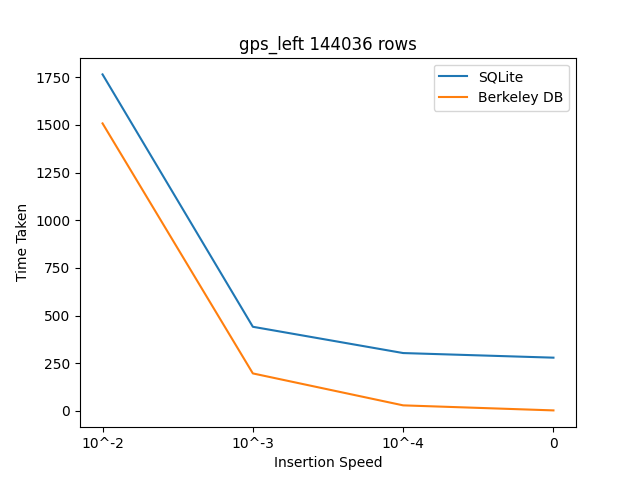 gps_left 144036 rows
SQLite
Berkeley DB
1750
1500
1250
1000
750
500
250
0
Time Taken
10^-2 10^-3 10^-4 0
Insertion Speed